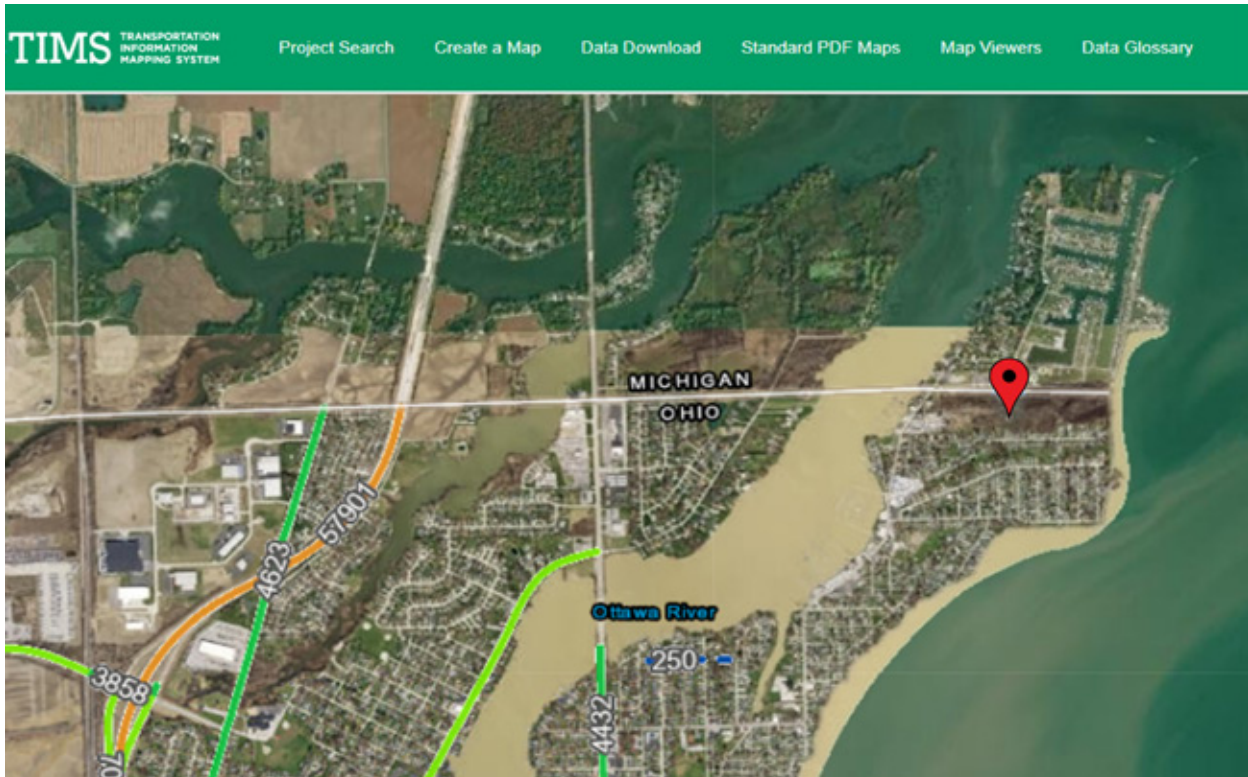 TIMS
TRANSPORTATION
INFORMATION
MAPPING SYSTEM
Project Search
Create a Map
Data Download
Standard PDF Maps
Map Viewers
Data Glossary
MICHIGAN
OHIO
57901
4623
Ottawa River
250
3858
4432
70